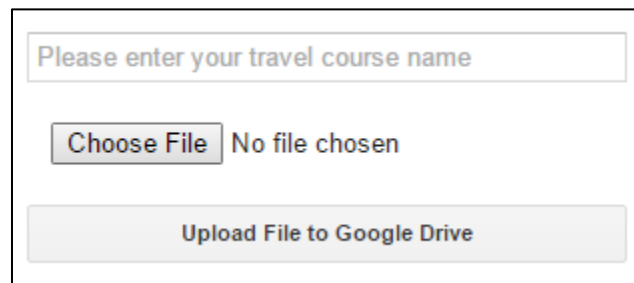 Please enter your travel course name
Choose File No file chosen
Upload File to Google Drive